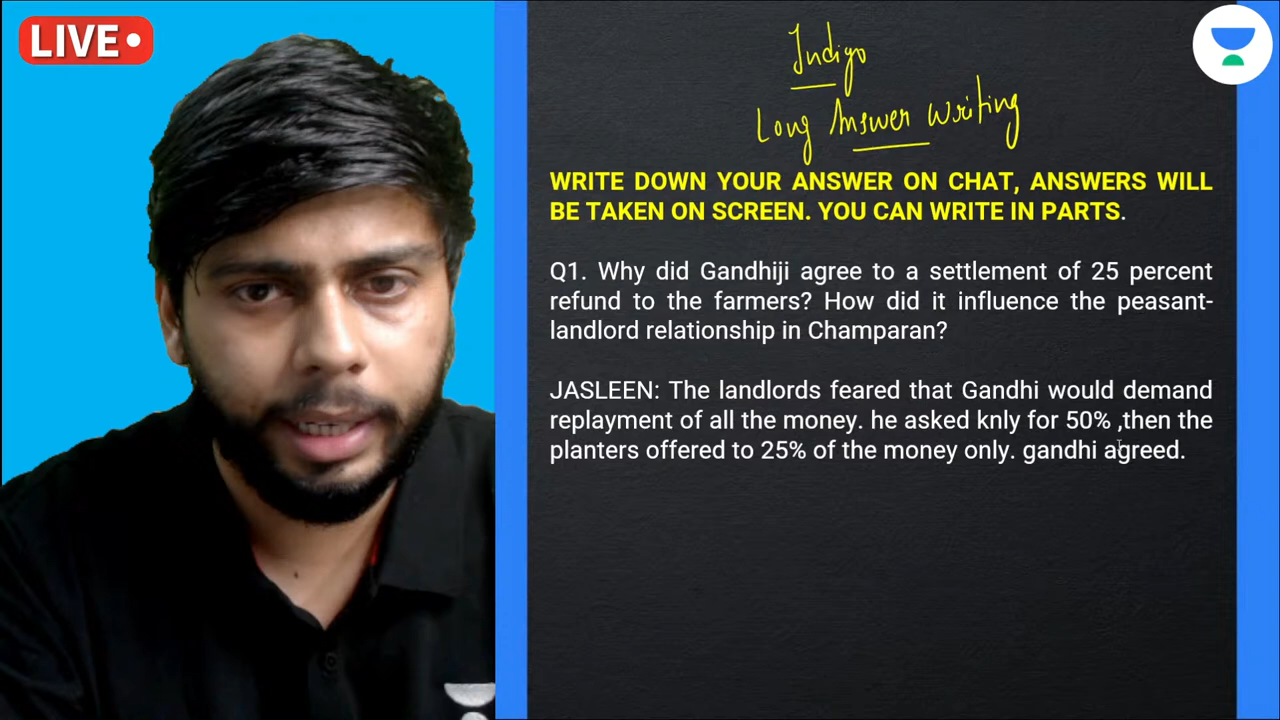 LIVE
Indigo
Long Answer Writing
WRITE DOWN YOUR ANSWER ON CHAT, ANSWERS WILL
BE TAKEN ON SCREEN. YOU CAN WRITE IN PARTS.
Q1. Why did Gandhiji agree to a settlement of 25 percent
refund to the farmers? How did it influence the peasant-
landlord relationship in Champaran?
JASLEEN: The landlords feared that Gandhi would demand
replayment of all the money. he asked knly for 50% ,then the
planters offered to 25% of the money only. gandhi agreed.